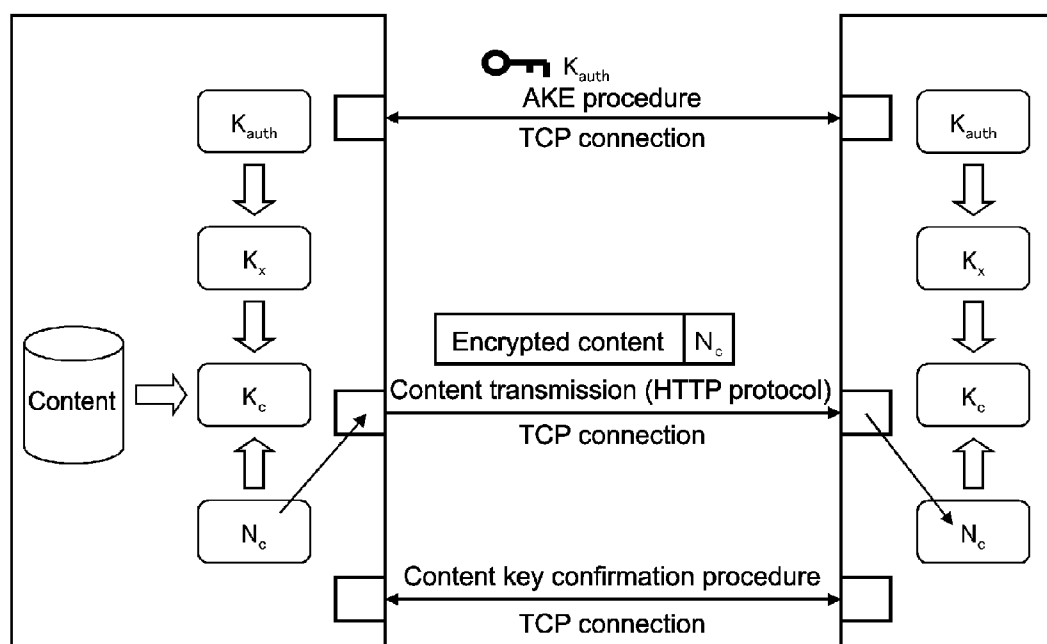 K_auth
AKE procedure
TCP connection
K_auth
K_auth
K_x
K_x
Encrypted content N_c
Content
K_c
Content transmission (HTTP protocol)
TCP connection
K_c
N_c
N_c
Content key confirmation procedure
TCP connection